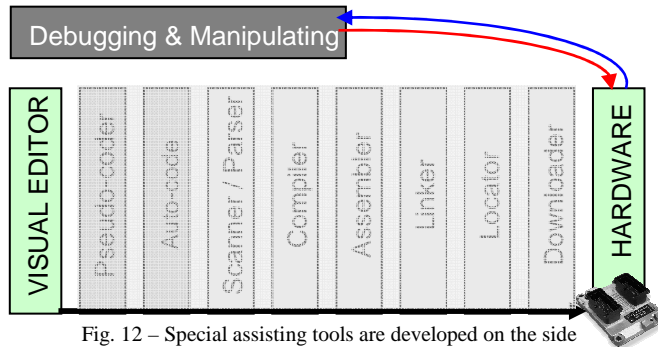 Debugging & Manipulating
VISUAL EDITOR
Pseudo-coder
Auto-code
Scanner / Parser
Compiler
Assembler
Linker
Locator
Downloader
HARDWARE
Fig. 12 – Special assisting tools are developed on the side